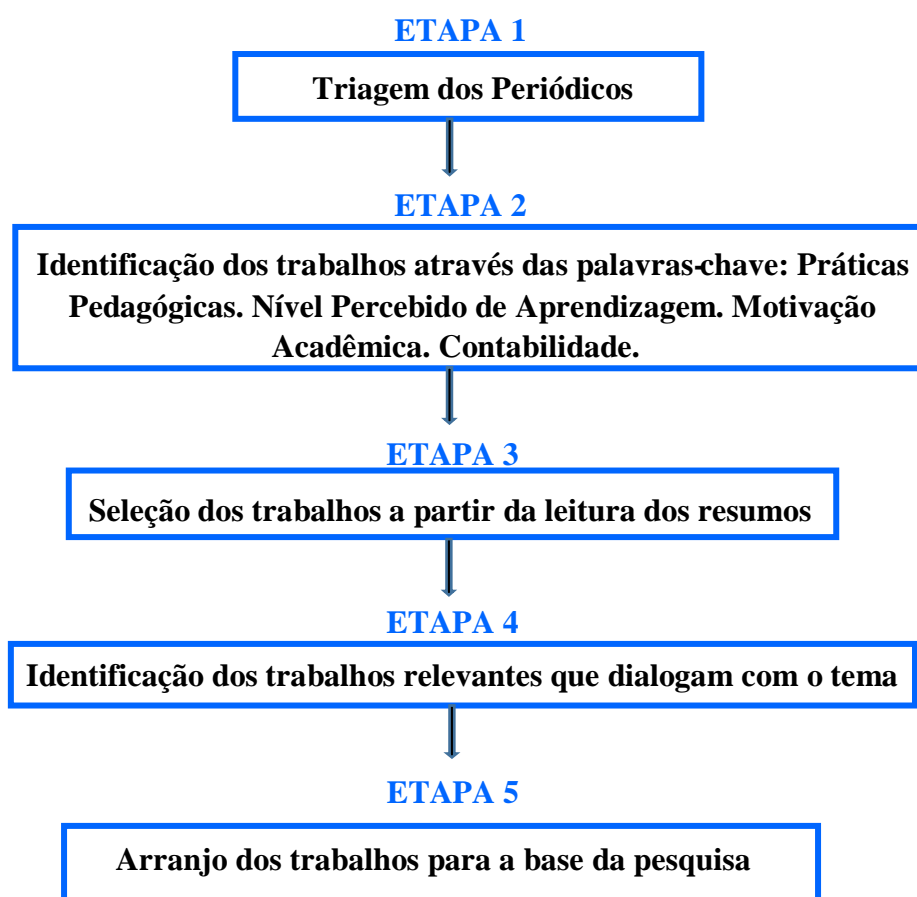 ETAPA 1
Triagem dos Periódicos
ETAPA 2
Identificação dos trabalhos através das palavras-chave: Práticas
Pedagógicas. Nível Percebido de Aprendizagem. Motivação
Acadêmica. Contabilidade.
ETAPA 3
Seleção dos trabalhos a partir da leitura dos resumos
ETAPA 4
Identificação dos trabalhos relevantes que dialogam com o tema
ETAPA 5
Arranjo dos trabalhos para a base da pesquisa